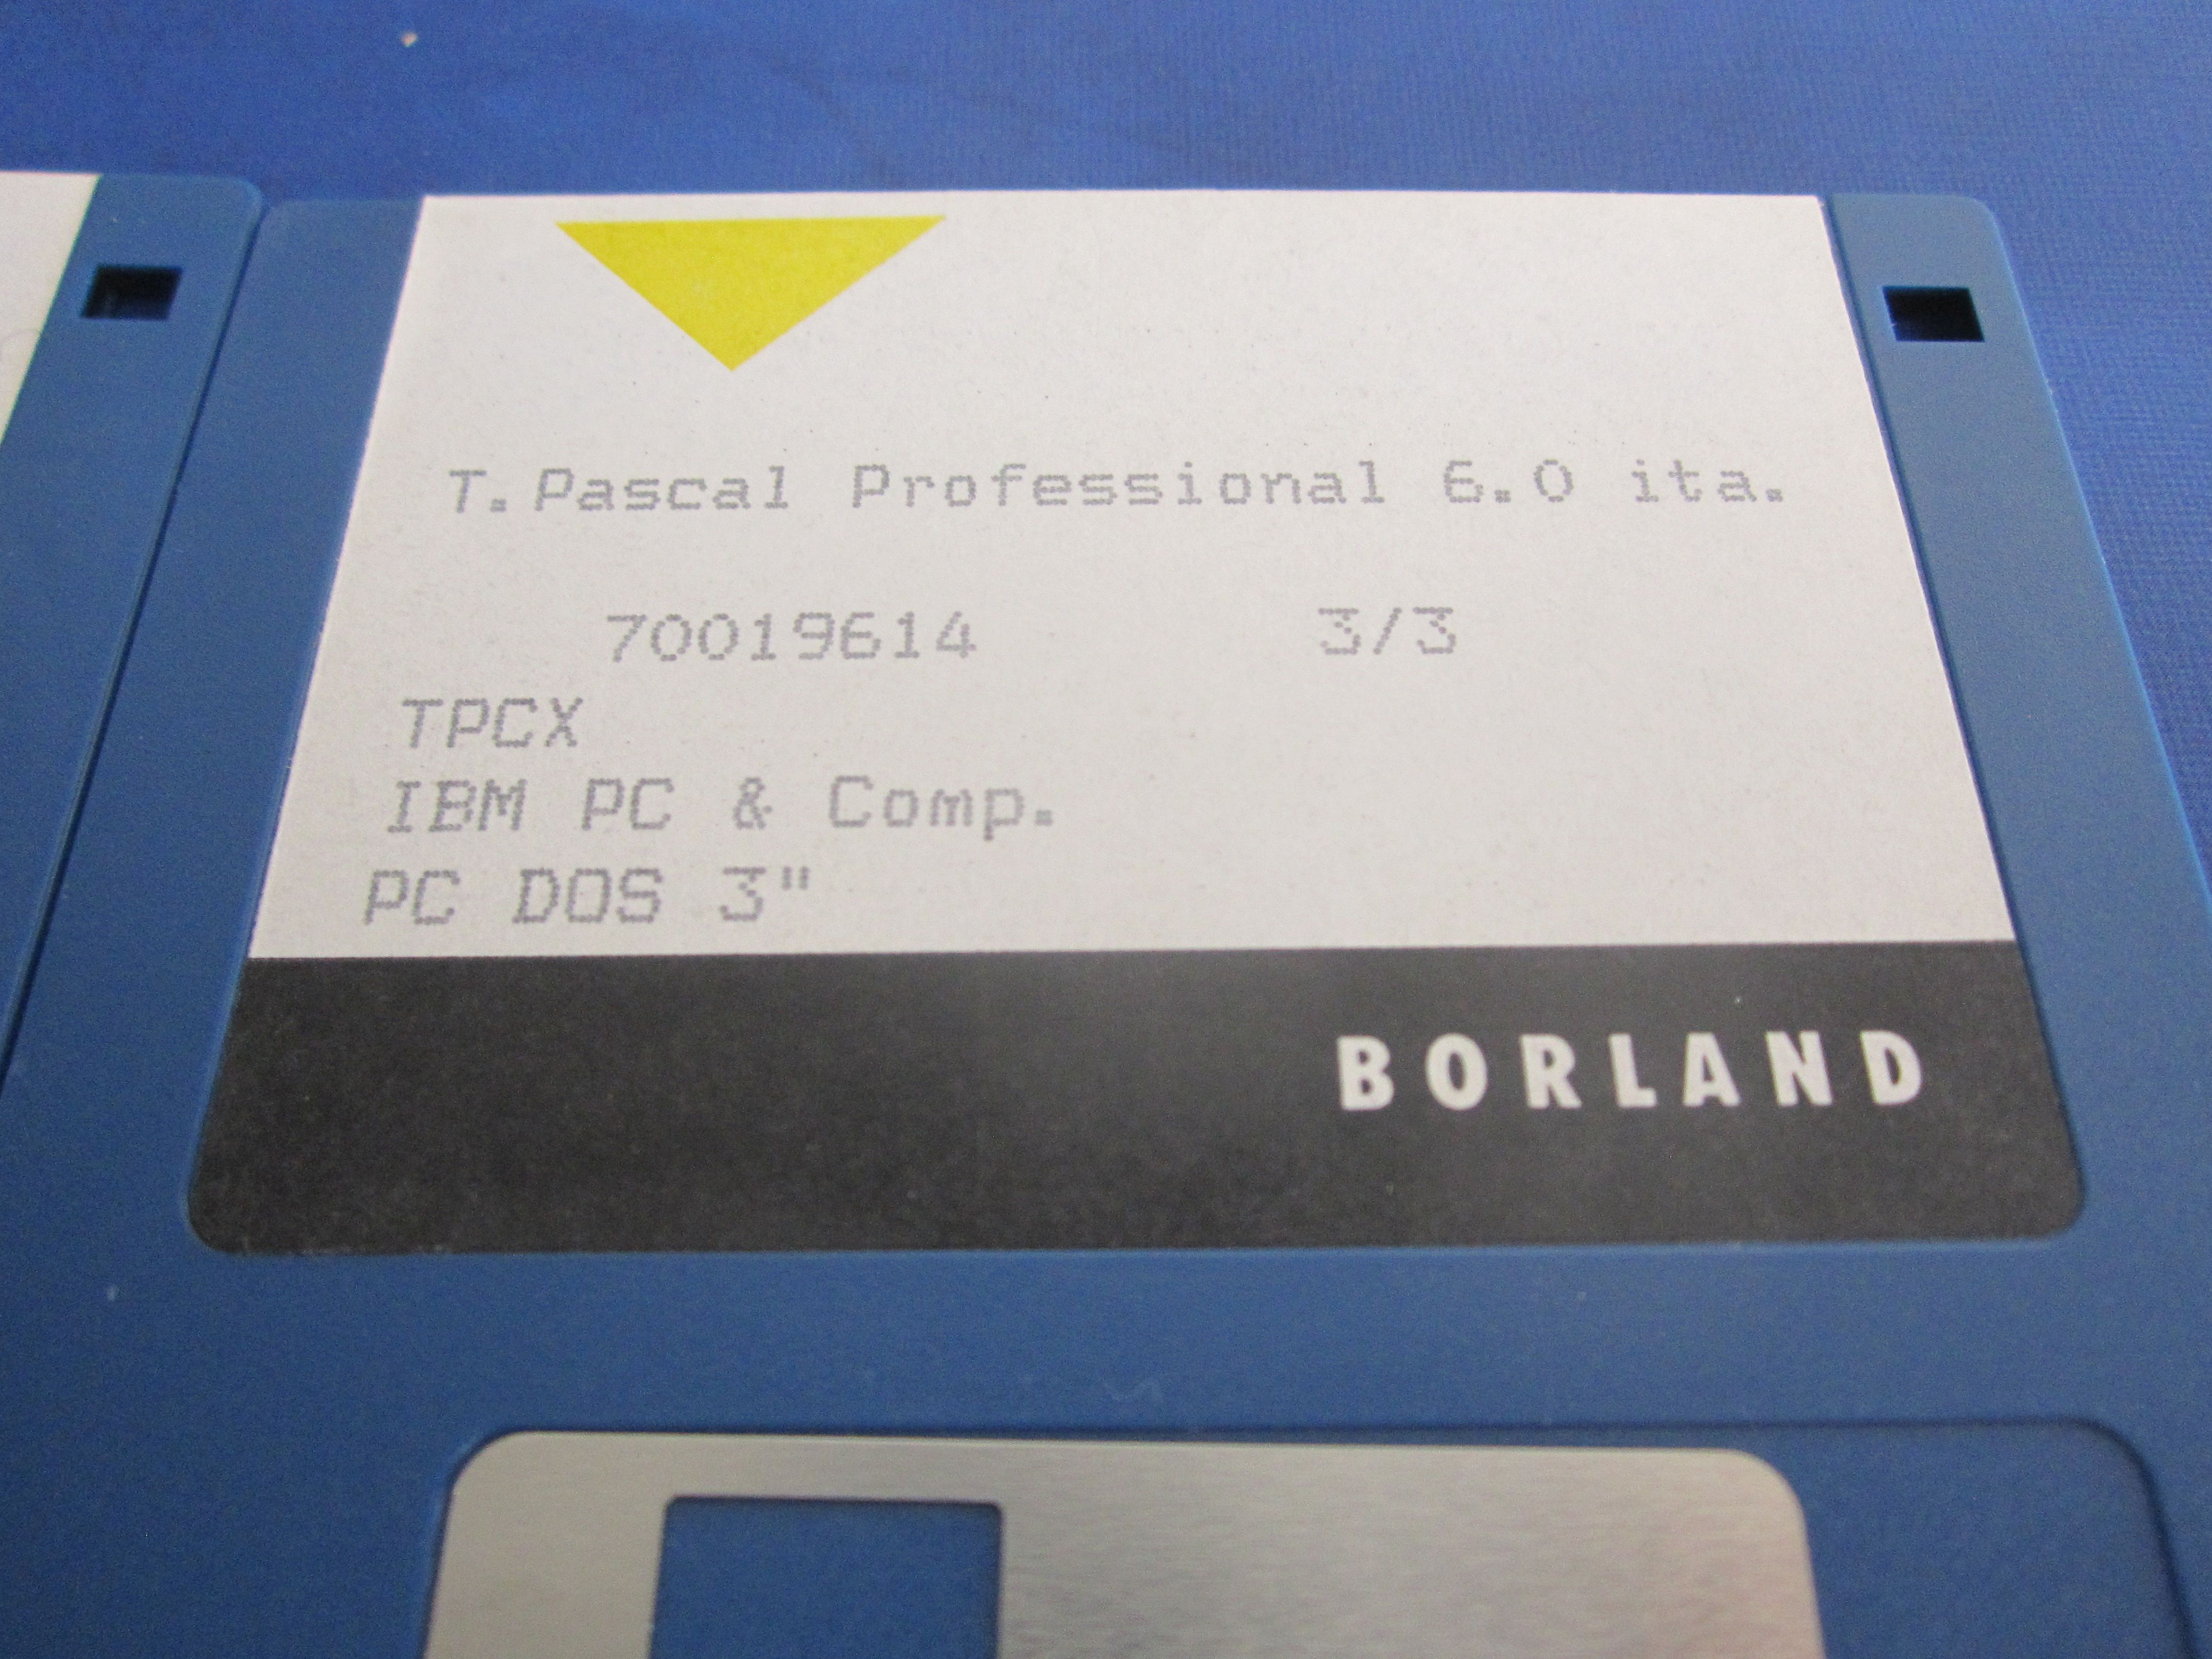 T.Pascal Professional 6.0 ita.
70019614 3/3
TPCX
IBM PC & Comp.
PC DOS 3"
BORLAND